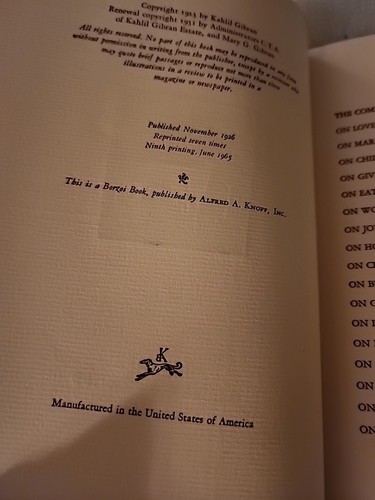 Copyright 1923 by Kahlil Gibran
Renewal copyright 1951 by Administrators C.T.A.
of Kahlil Gibran Estate, and Mary G. Gibran
All rights reserved. No part of this book may be reproduced in any form
without permission in writing from the publisher, except by a reviewer who
may quote brief passages or reproduce not more than
illustrations in a review to be printed in a
magazine or newspaper.
Published November 1926
Reprinted seven times
Ninth printing, June 1965
This is a Borzoi Book, published by ALFRED A. KNOPF, INC.
Manufactured in the United States of America
THE COM
ON LOVE
ON MAR
ON CHI
ON GIV
ON EAT
ON WO
ON JOY
ON HO
ON C
ON B
ON
ON
ON
ON
ON
ON
ON